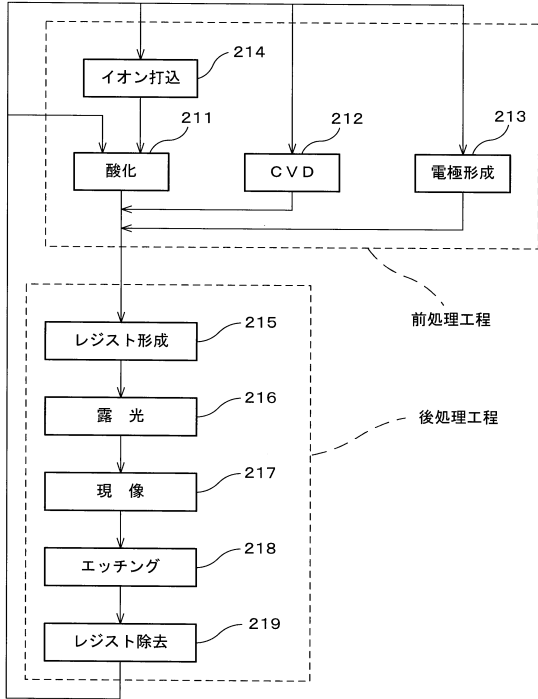 214
イオン打込
211
酸化
212
CVD
213
電極形成
前処理工程
レジスト形成
215
露 光
216
後処理工程
現 像
217
エッチング
218
レジスト除去
219